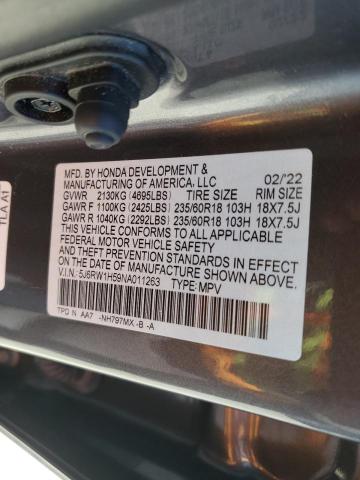 MFD. BY HONDA DEVELOPMENT & 02/'22
MANUFACTURING OF AMERICA, LLC
GVWR 2130KG (4695LBS) TIRE SIZE RIM SIZE
GAWR F 1100KG (2425LBS) 235/60R18 103H 18X7.5J
GAWR R 1040KG (2292LBS) 235/60R18 103H 18X7.5J
THIS VEHICLE CONFORMS TO ALL APPLICABLE
FEDERAL MOTOR VEHICLE SAFETY
AND THEFT PREVENTION STANDARDS IN EFFECT
ON THE DATE OF MANUFACTURE SHOWN ABOVE.
V.I.N.: 5J6RW1H59NA011263 TYPE: MPV
TPD N AA7 -NH797MX -B -A
TLA A1